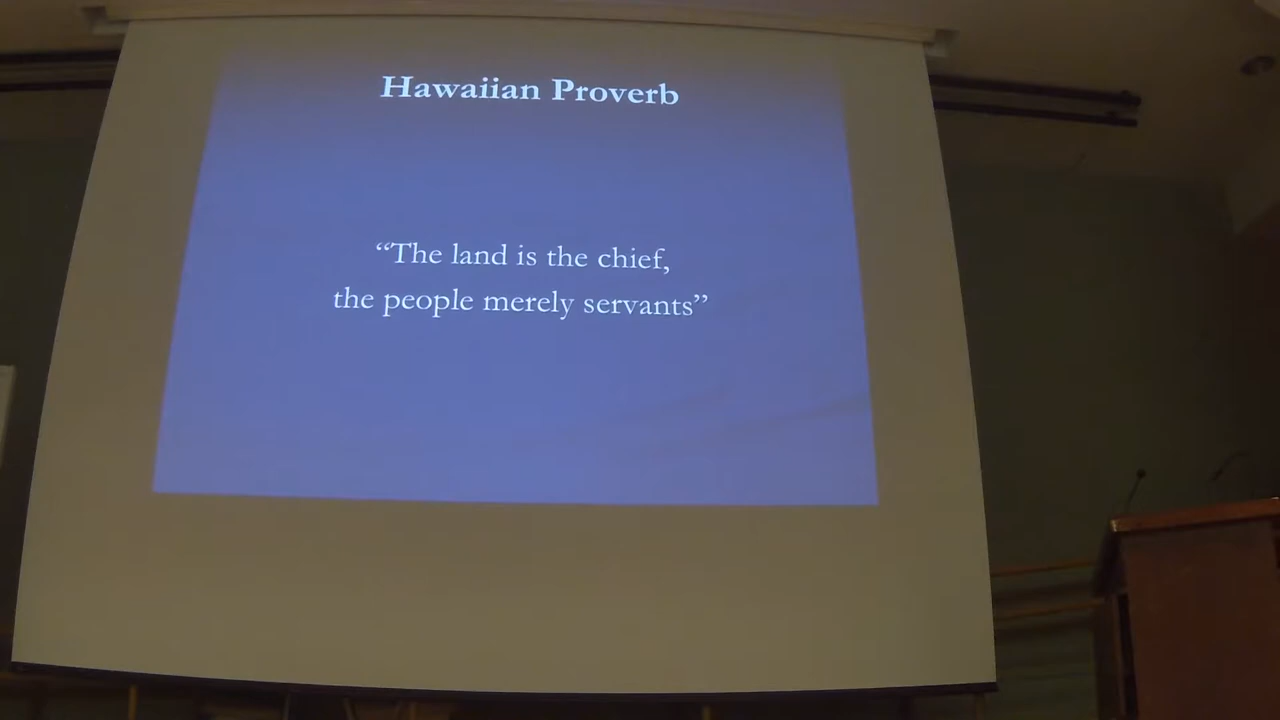 Hawaiian Proverb
“The land is the chief,
the people merely servants”